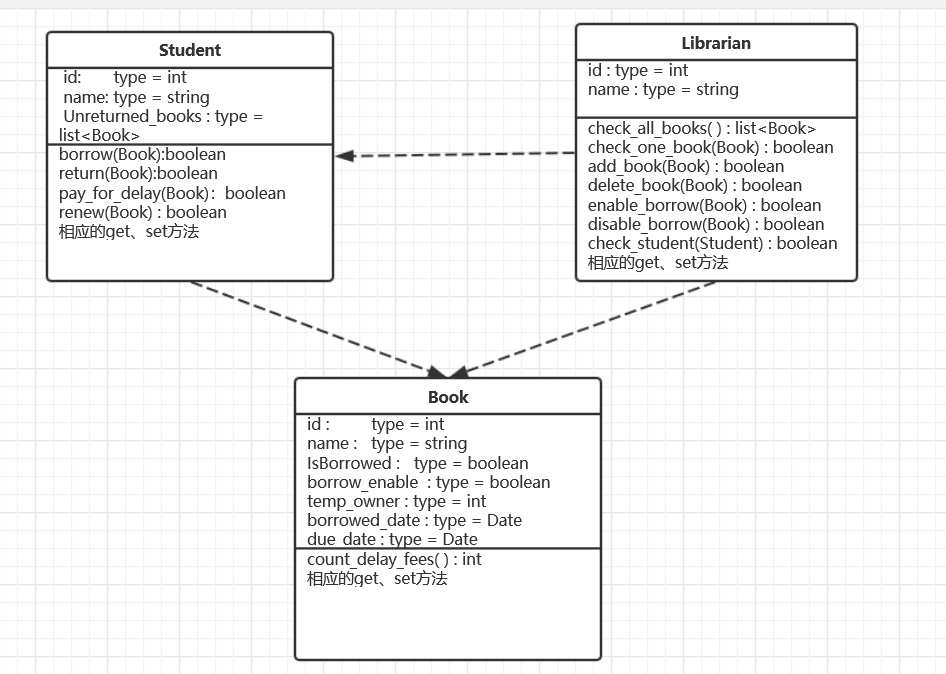 Student
id: type = int
name: type = string
Unreturned_books : type =
list<Book>
borrow(Book):boolean
return(Book):boolean
pay_for_delay(Book)：boolean
renew(Book) : boolean
相应的get、set方法
Librarian
id : type = int
name : type = string
check_all_books( ) : list<Book>
check_one_book(Book) : boolean
add_book(Book) : boolean
delete_book(Book) : boolean
enable_borrow(Book) : boolean
disable_borrow(Book) : boolean
check_student(Student) : boolean
相应的get、set方法
Book
id : type = int
name : type = string
IsBorrowed : type = boolean
borrow_enable : type = boolean
temp_owner : type = int
borrowed_date : type = Date
due_date : type = Date
count_delay_fees( ) : int
相应的get、set方法